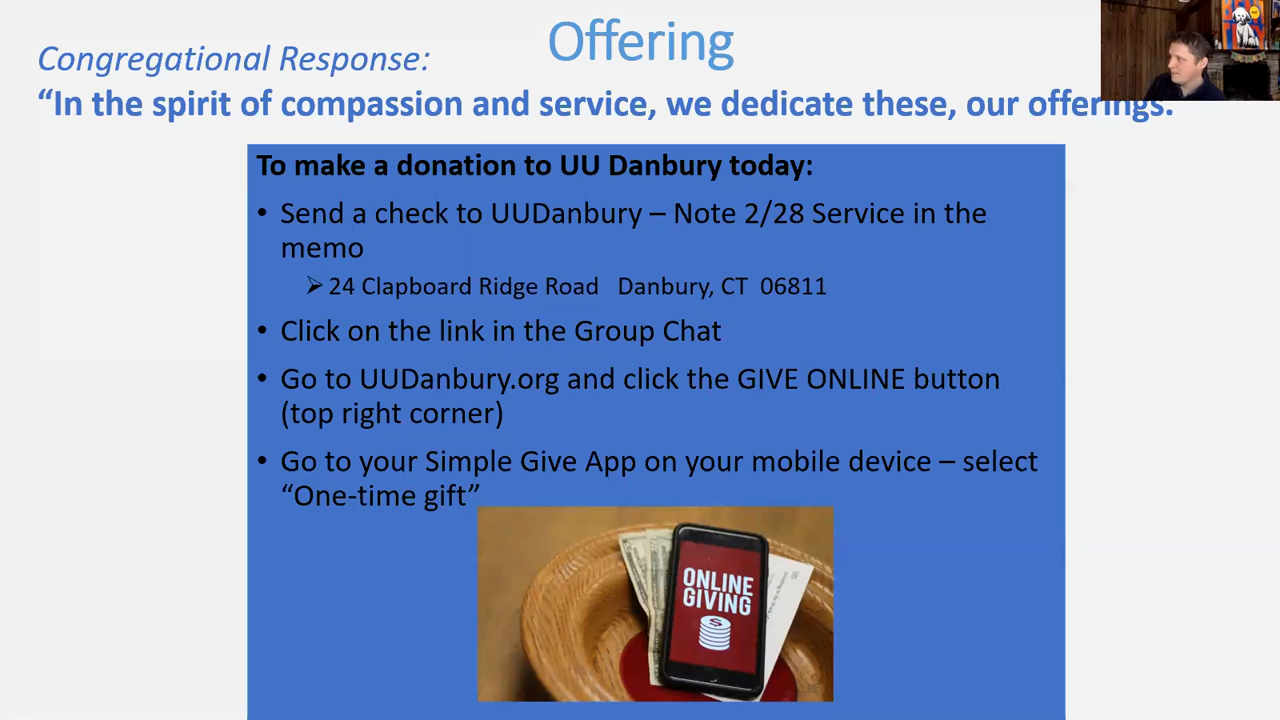 Offering
Congregational Response:
“In the spirit of compassion and service, we dedicate these, our offerings.
To make a donation to UU Danbury today:
• Send a check to UUDanbury – Note 2/28 Service in the
memo
➢ 24 Clapboard Ridge Road Danbury, CT 06811
• Click on the link in the Group Chat
• Go to UUDanbury.org and click the GIVE ONLINE button
(top right corner)
• Go to your Simple Give App on your mobile device – select
“One-time gift”
ONLINE
GIVING